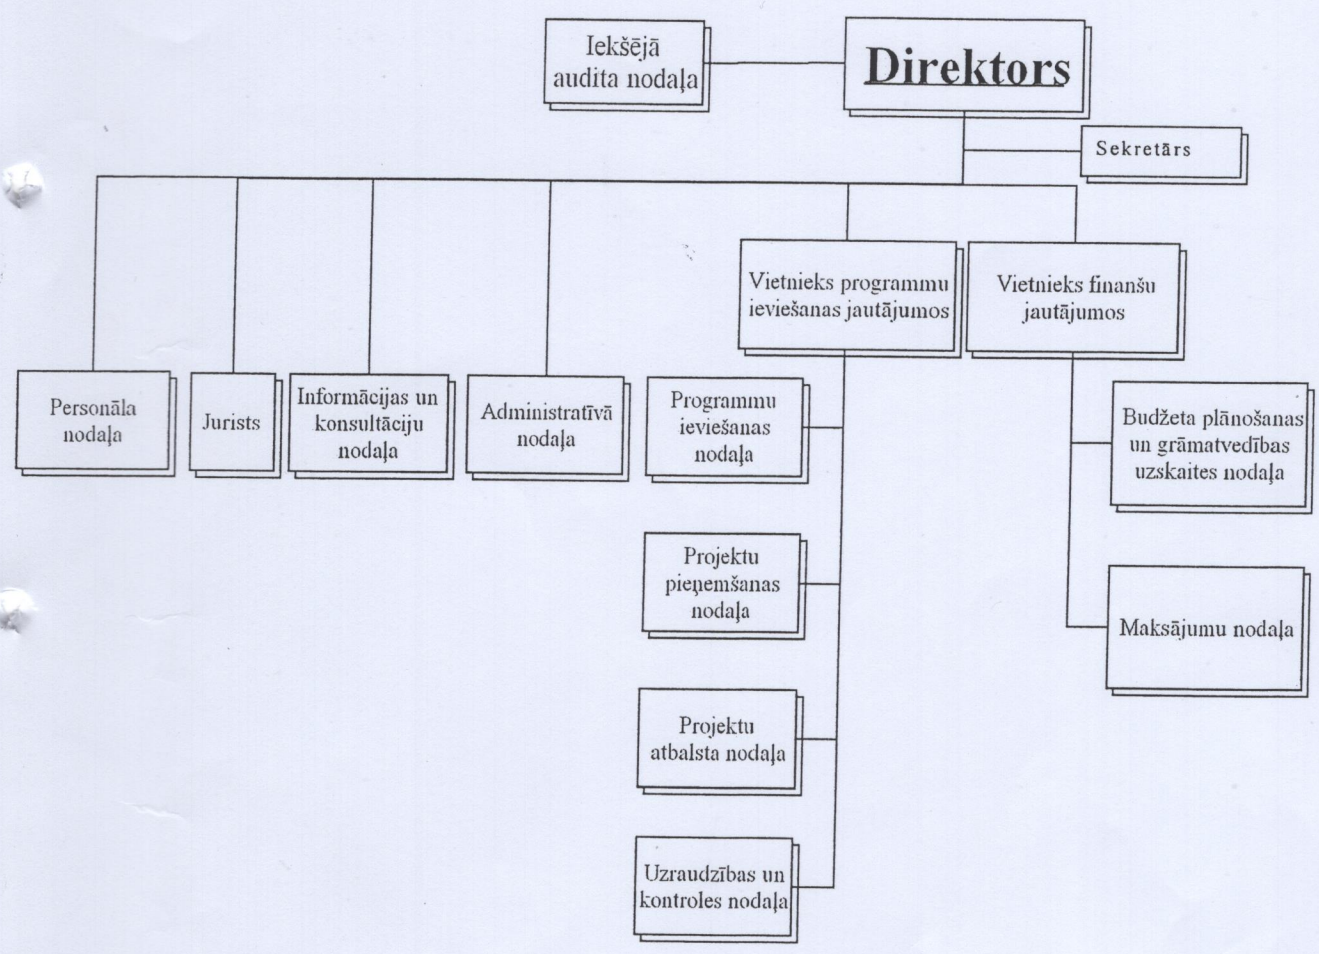 Iekšējā
audita nodaļa
Direktors
Sekretārs
Vietnieks programmu
ieviešanas jautājumos
Vietnieks finanšu
jautājumos
Personāla
nodaļa
Jurists
Informācijas un
konsultāciju
nodaļa
Administratīvā
nodaļa
Programmu
ieviešanas
nodaļa
Budžeta plānošanas
un grāmatvedības
uzskaites nodaļa
Projektu
pieņemšanas
nodaļa
Maksājumu nodaļa
Projektu
atbalsta nodaļa
Uzraudzības un
kontroles nodaļa